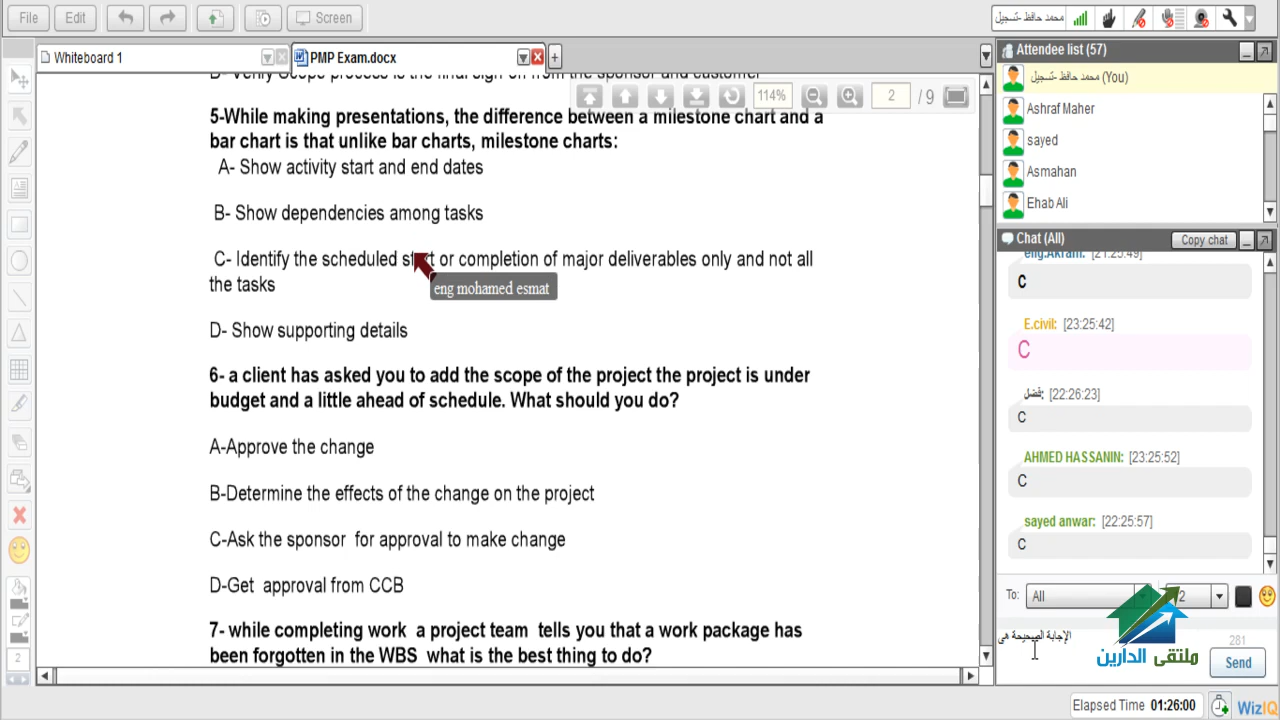 File Edit Screen محمد حافظ -تسجيل
Whiteboard 1 PMP Exam.docx +
Attendee list (57)
محمد حافظ -تسجيل (You)
Ashraf Maher
sayed
Asmahan
Ehab Ali
114% 2 / 9
5-While making presentations, the difference between a milestone chart and a
bar chart is that unlike bar charts, milestone charts:
A- Show activity start and end dates
B- Show dependencies among tasks
C- Identify the scheduled start or completion of major deliverables only and not all
the tasks
eng mohamed esmat
D- Show supporting details
6- a client has asked you to add the scope of the project the project is under
budget and a little ahead of schedule. What should you do?
A-Approve the change
B-Determine the effects of the change on the project
C-Ask the sponsor for approval to make change
D-Get approval from CCB
7- while completing work a project team tells you that a work package has
been forgotten in the WBS what is the best thing to do?
Chat (All) Copy chat
eng.Akram: [21:25:49]
C
E.civil: [23:25:42]
C
فضل: [22:26:23]
C
AHMED HASSANIN: [23:25:52]
C
sayed anwar: [22:25:57]
C
To: All
الإجابة الصحيحة هى
281
Send
ملتقى الدارين
2
Elapsed Time 01:26:00 WizIQ